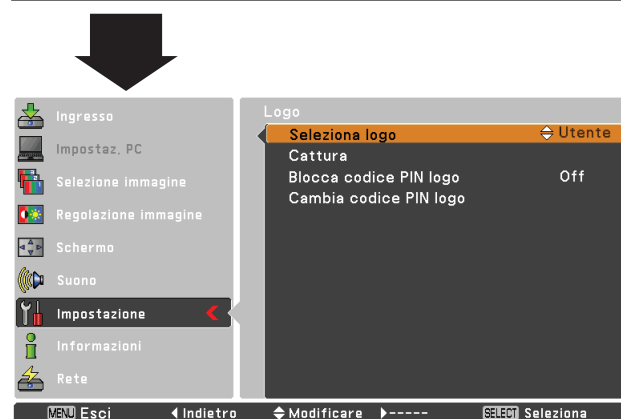 Ingresso
Impostaz. PC
Selezione immagine
Regolazione immagine
Schermo
Suono
Impostazione
Informazioni
Rete
Logo
Seleziona logo Utente
Cattura
Blocca codice PIN logo Off
Cambia codice PIN logo
MENU Esci Indietro Modificare ----- SELECT Seleziona